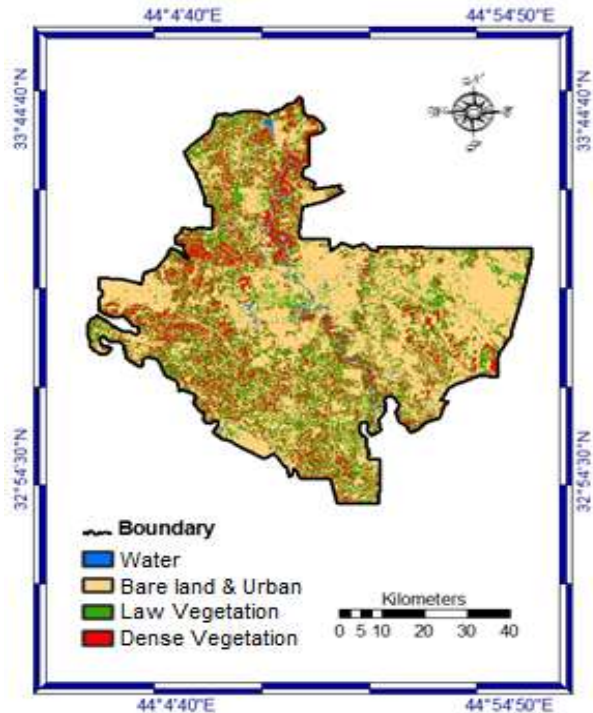 44°4'40"E 44°54'50"E
33°44'40"N 33°44'40"N
32°54'30"N 32°54'30"N
Boundary
Water
Bare land & Urban
Law Vegetation
Dense Vegetation
Kilometers
0 5 10 20 30 40
44°4'40"E 44°54'50"E